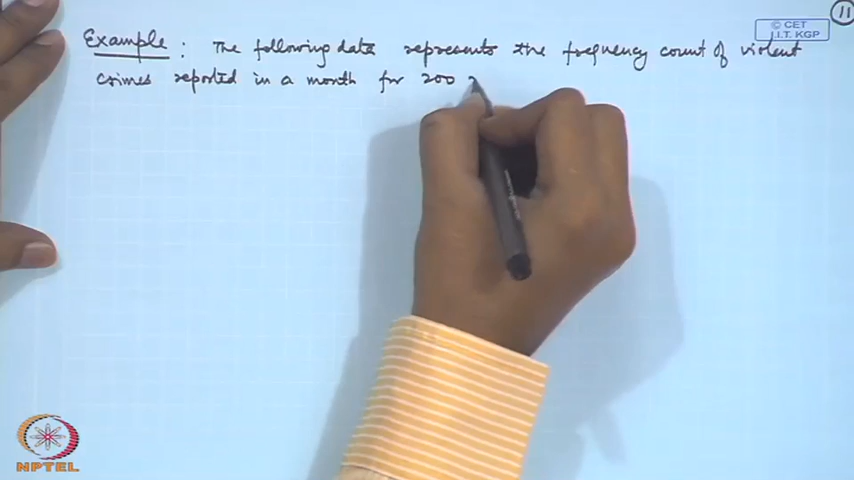 11
© CET
I.I.T. KGP
Example : The following data represents the frequency count of violent
crimes reported in a month for 200
NPTEL